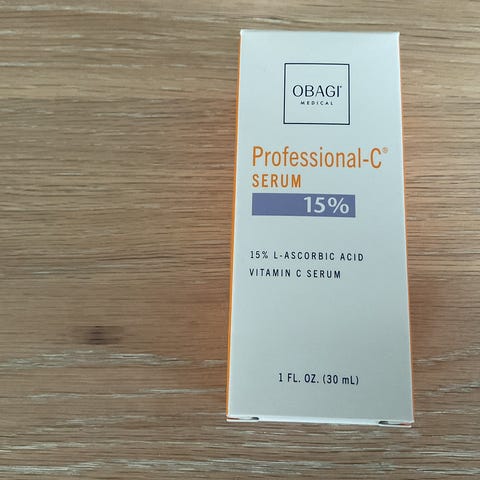 OBAGI®
MEDICAL
Professional-C®
SERUM
15%
15% L-ASCORBIC ACID
VITAMIN C SERUM
1 FL. OZ. (30 mL)